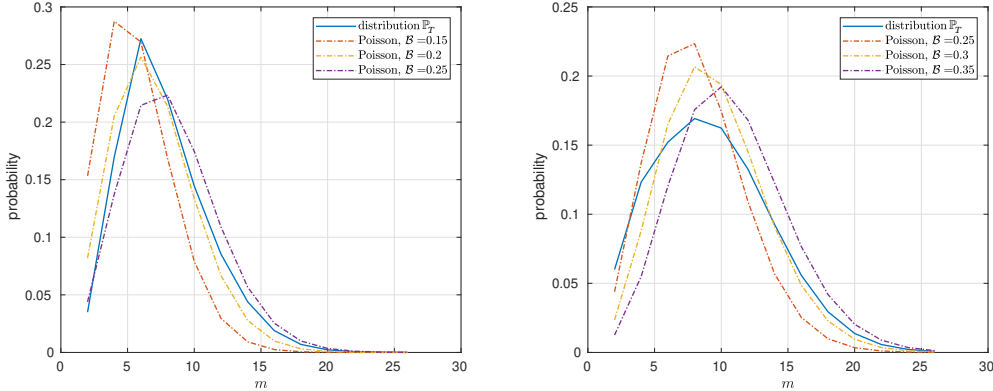 distribution ℙ_T
Poisson, ℬ =0.15
Poisson, ℬ =0.2
Poisson, ℬ =0.25
0.3
0.25
0.2
0.15
0.1
0.05
0
probability
0 5 10 15 20 25 30
m
distribution ℙ_T
Poisson, ℬ =0.25
Poisson, ℬ =0.3
Poisson, ℬ =0.35
0.25
0.2
0.15
0.1
0.05
0
probability
0 5 10 15 20 25 30
m